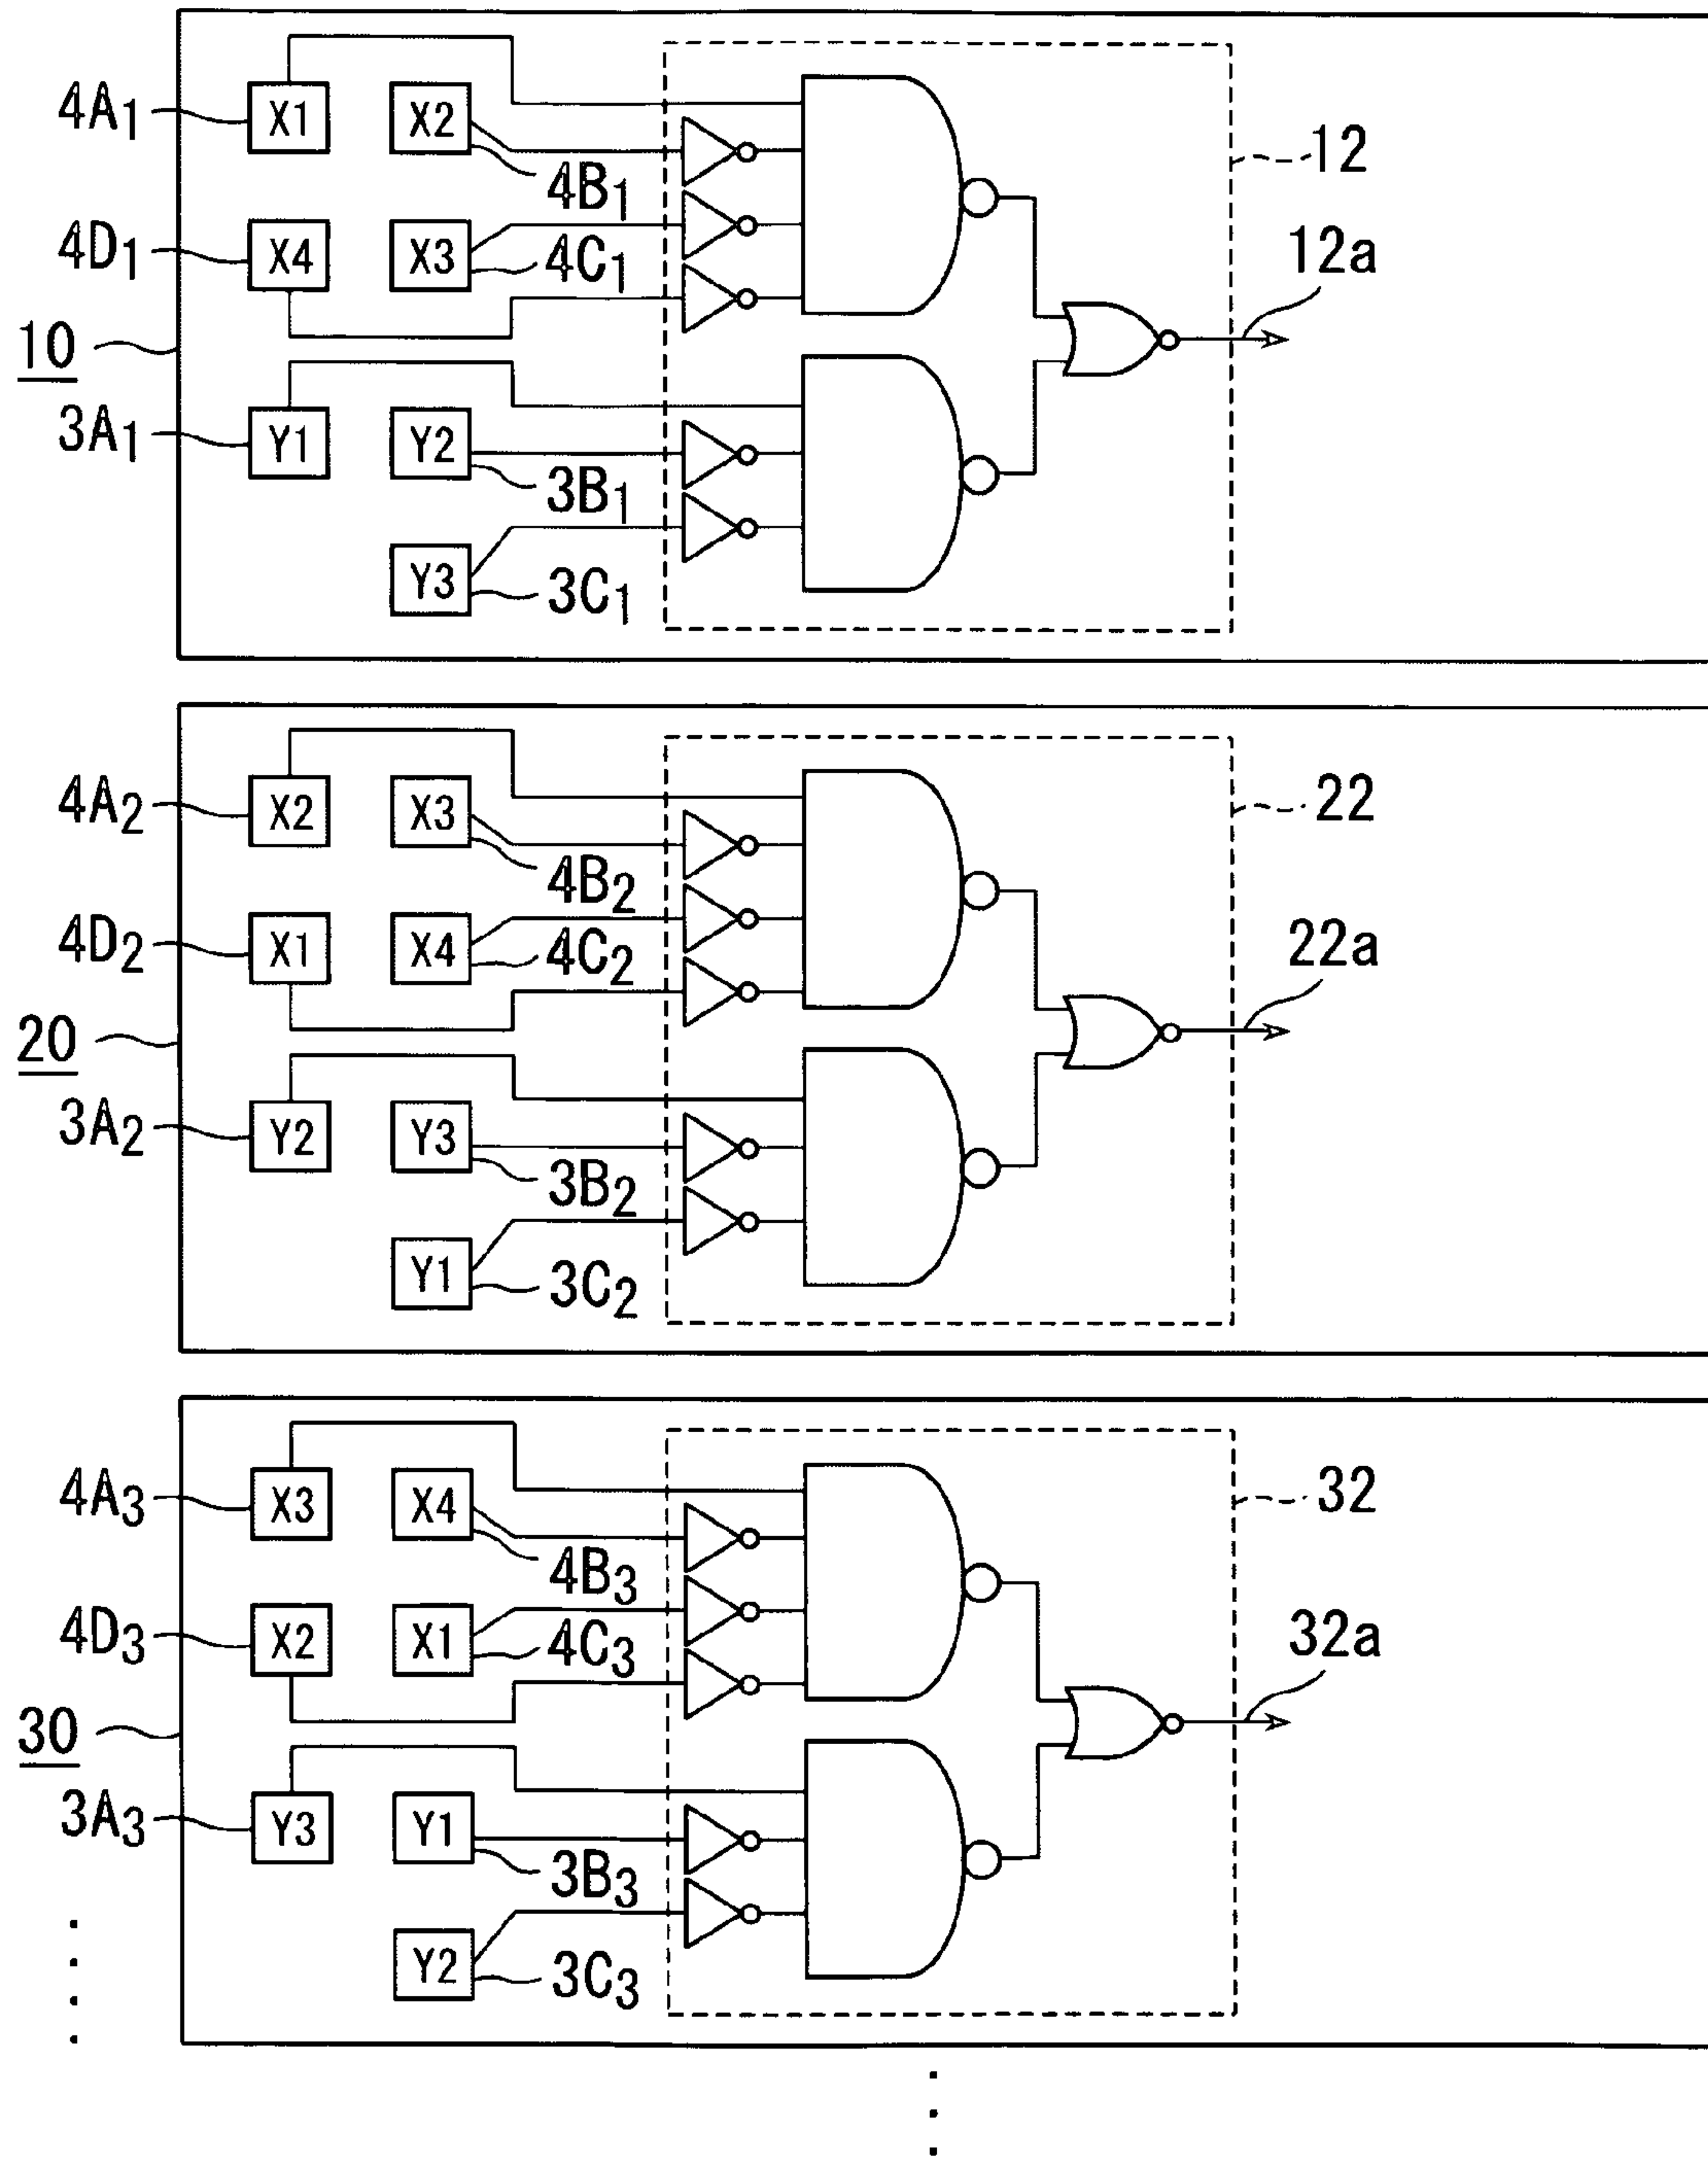 4A1 X1 X2 12
4B1
4D1 X4 X3 4C1 12a
10
3A1 Y1 Y2
3B1
Y3 3C1
4A2 X2 X3 22
4B2
4D2 X1 X4 4C2 22a
20
3A2 Y2 Y3
3B2
Y1 3C2
4A3 X3 X4 32
4B3
4D3 X2 X1 4C3 32a
30
3A3 Y3 Y1
3B3
Y2 3C3